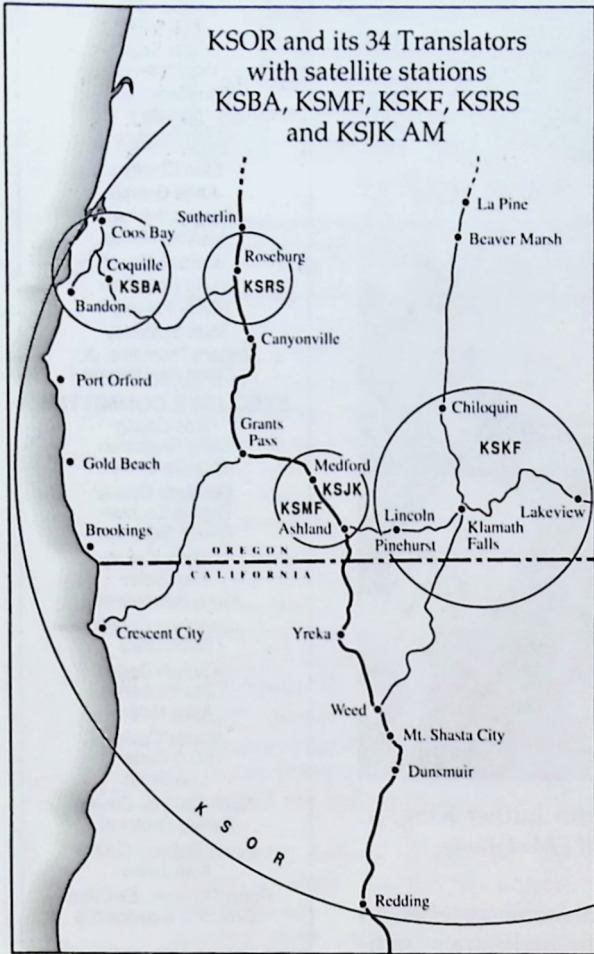 KSOR and its 34 Translators
with satellite stations
KSBA, KSMF, KSKF, KSRS
and KSJK AM
La Pine
Sutherlin
Coos Bay
Beaver Marsh
Roseburg
Coquille
KSBA
KSRS
Bandon
Canyonville
Port Orford
Chiloquin
Grants
Pass
KSKF
Gold Beach
Medford
KSJK
KSMF
Lincoln
Lakeview
Ashland
Klamath
Falls
Pinehurst
Brookings
OREGON
CALIFORNIA
Crescent City
Yreka
Weed
Mt. Shasta City
Dunsmuir
KSOR
Redding